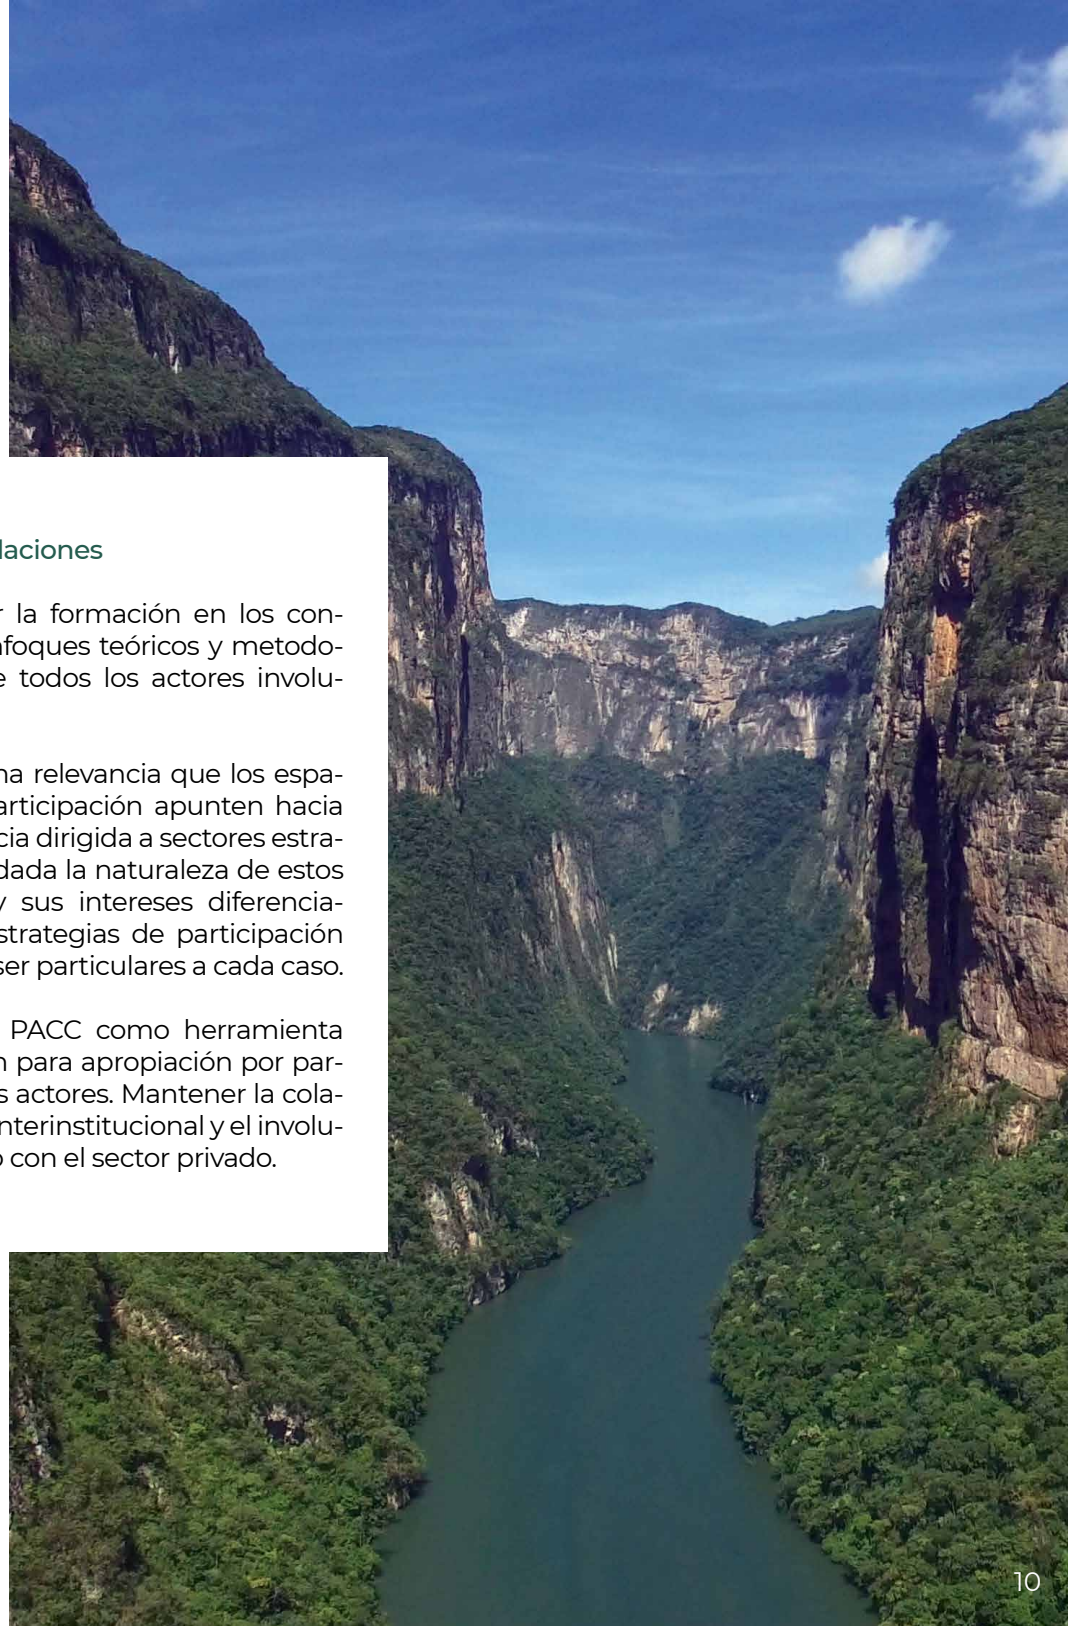 laciones
r la formación en los con-
nfoques teóricos y metodo-
e todos los actores involu-
na relevancia que los espa-
articipación apunten hacia
cia dirigida a sectores estra-
dada la naturaleza de estos
y sus intereses diferencia-
strategias de participación
ser particulares a cada caso.
PACC como herramienta
n para apropiación por par-
s actores. Mantener la cola-
nterinstitucional y el involu-
o con el sector privado.
10